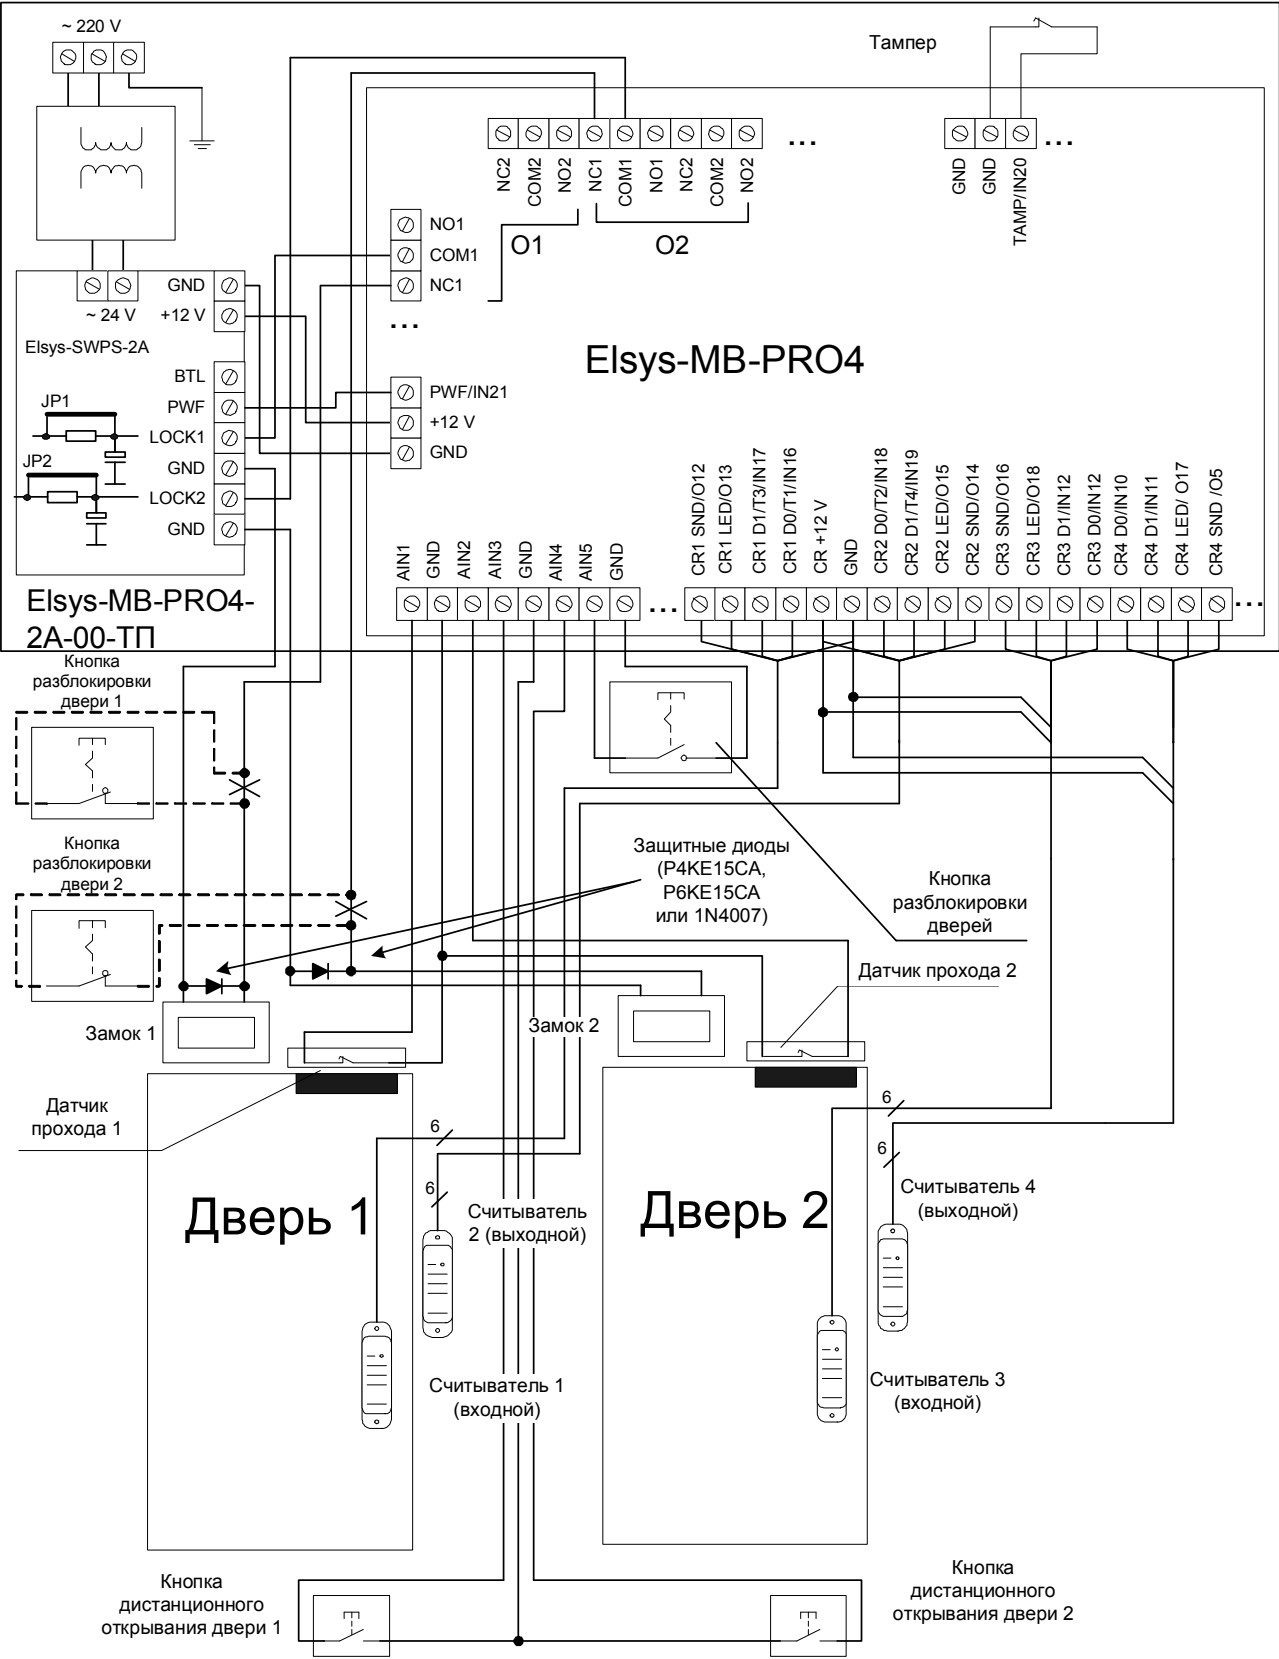 ~ 220 V
Тампер
NC2
COM2
NO2
NC1
COM1
NO1
NC2
COM2
NO2
...
GND
GND
TAMP/IN20
...
O1
O2
NO1
COM1
NC1
...
GND
+12 V
~ 24 V
Elsys-SWPS-2A
BTL
PWF
LOCK1
GND
LOCK2
GND
JP1
JP2
Elsys-MB-PRO4
PWF/IN21
+12 V
GND
AIN1
GND
AIN2
AIN3
GND
AIN4
AIN5
GND
...
CR1 SND/O12
CR1 LED/O13
CR1 D1/T3/IN17
CR1 D0/T1/IN16
CR +12 V
GND
CR2 D0/T2/IN18
CR2 D1/T4/IN19
CR2 LED/O15
CR2 SND/O14
CR3 SND/O16
CR3 LED/O18
CR3 D1/IN12
CR3 D0/IN12
CR4 D0/IN10
CR4 D1/IN11
CR4 LED/ O17
CR4 SND /O5
...
Elsys-MB-PRO4-
2A-00-ТП
Кнопка
разблокировки
двери 1
Кнопка
разблокировки
двери 2
Защитные диоды
(P4KE15CA,
P6KE15CA
или 1N4007)
Кнопка
разблокировки
дверей
Датчик прохода 2
Замок 1
Замок 2
Датчик
прохода 1
6
6
6
6
Дверь 1
Считыватель
2 (выходной)
Дверь 2
Считыватель 4
(выходной)
Считыватель 1
(входной)
Считыватель 3
(входной)
Кнопка
дистанционного
открывания двери 1
Кнопка
дистанционного
открывания двери 2